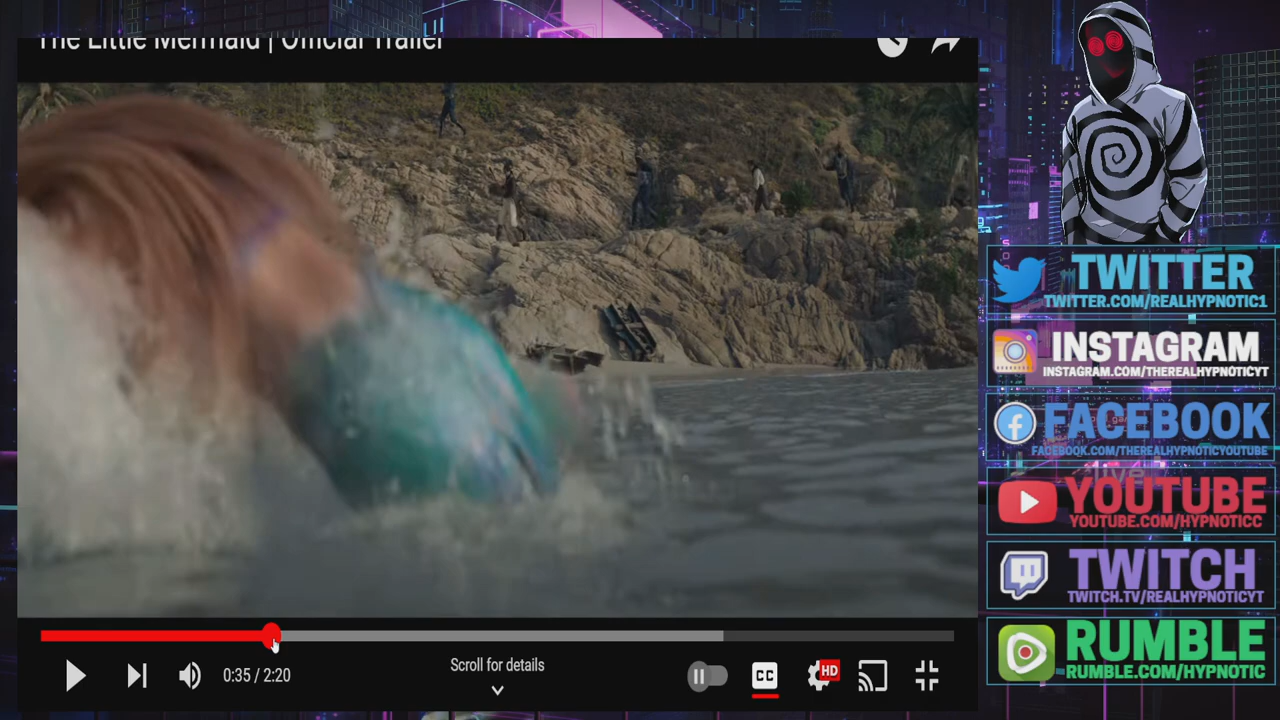 The Little Mermaid | Official Trailer
0:35 / 2:20
Scroll for details
CC
HD
TWITTER
TWITTER.COM/REALHYPNOTIC1
INSTAGRAM
INSTAGRAM.COM/THEREALHYPNOTICYT
FACEBOOK
FACEBOOK.COM/THEREALHYPNOTICYOUTUBE
YOUTUBE
YOUTUBE.COM/HYPNOTICC
TWITCH
TWITCH.TV/REALHYPNOTICYT
RUMBLE
RUMBLE.COM/HYPNOTIC